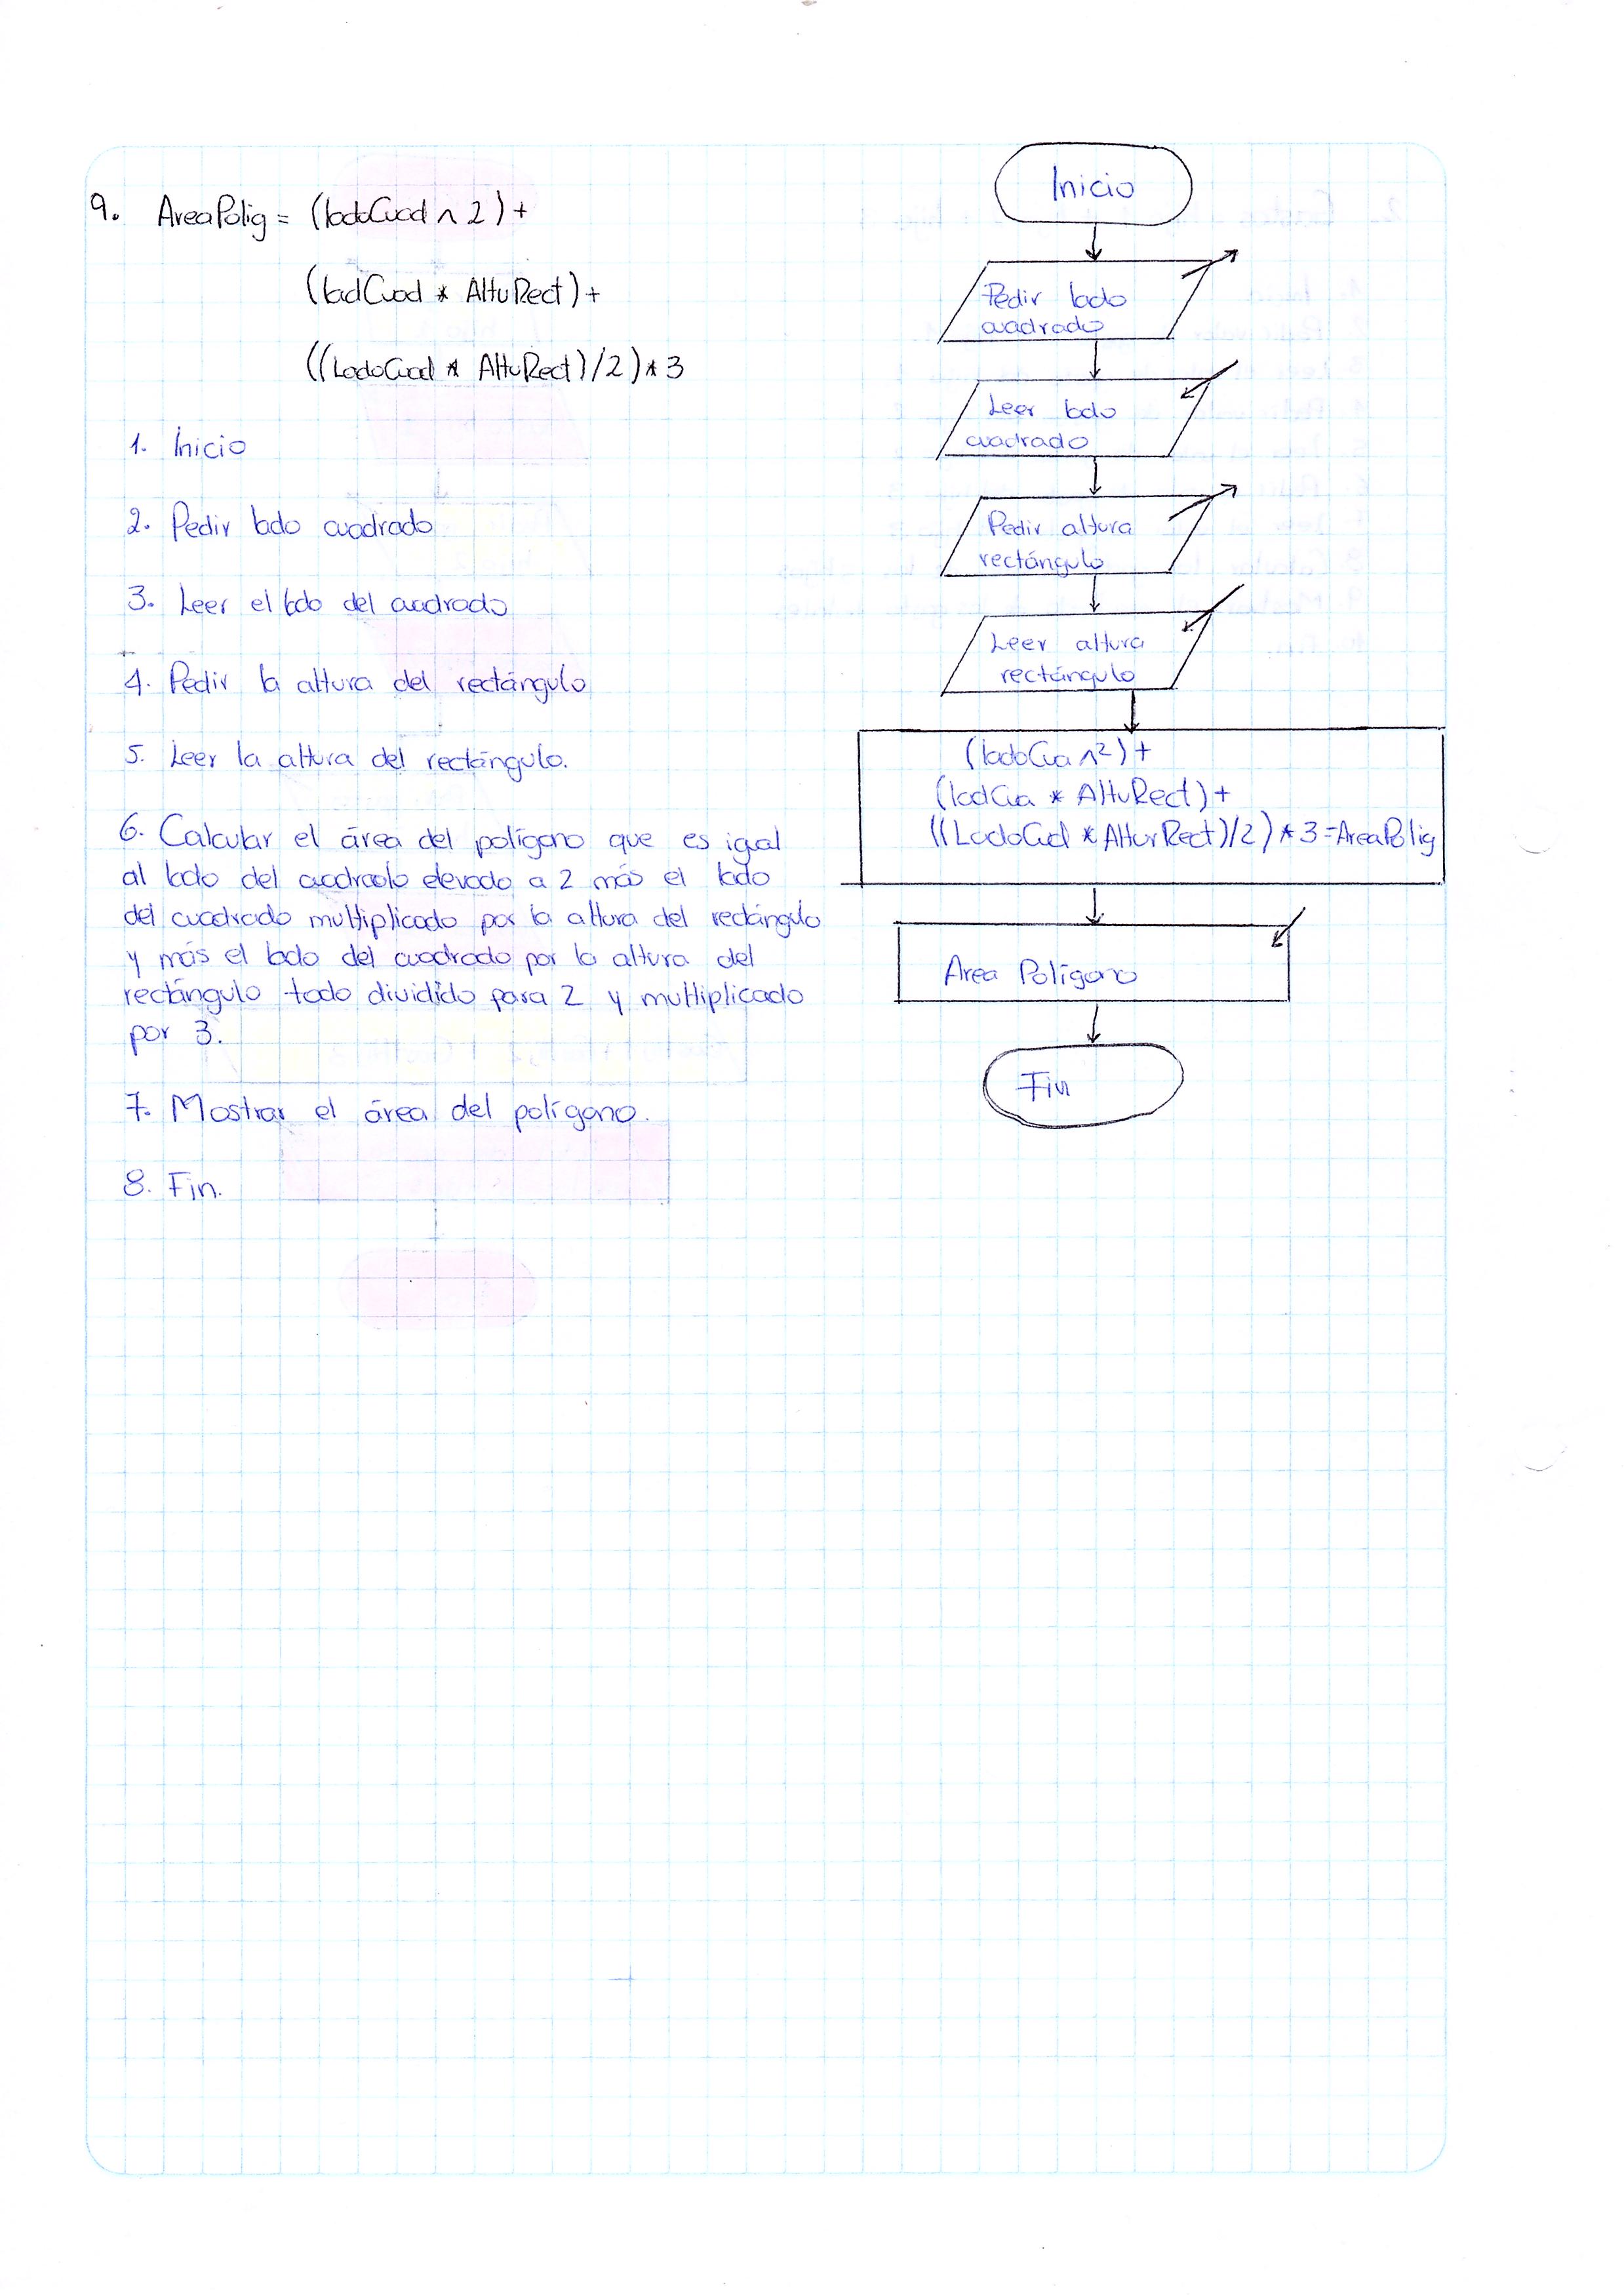 9. AreaPolig = (ladoCuad ^ 2) +
(ladCuad * AltuRect) +
((LadoCuad * AltuRect)/2) * 3
1. Inicio
2. Pedir lado cuadrado
3. Leer el lado del cuadrado
4. Pedir la altura del rectángulo
5. Leer la altura del rectángulo.
6. Calcular el área del polígono que es igual
al lado del cuadrado elevado a 2 más el lado
del cuadrado multiplicado por la altura del rectángulo
y más el lado del cuadrado por la altura del
rectángulo todo dividido para 2 y multiplicado
por 3.
7. Mostrar el área del polígono.
8. Fin.
Inicio
Pedir lado
cuadrado
Leer lado
cuadrado
Pedir altura
rectángulo
Leer altura
rectángulo
(ladoCua ^2) +
(ladCua * AltuRect) +
((LadoCud * AlturRect)/2) * 3 = AreaPolig
Area Polígono
Fin